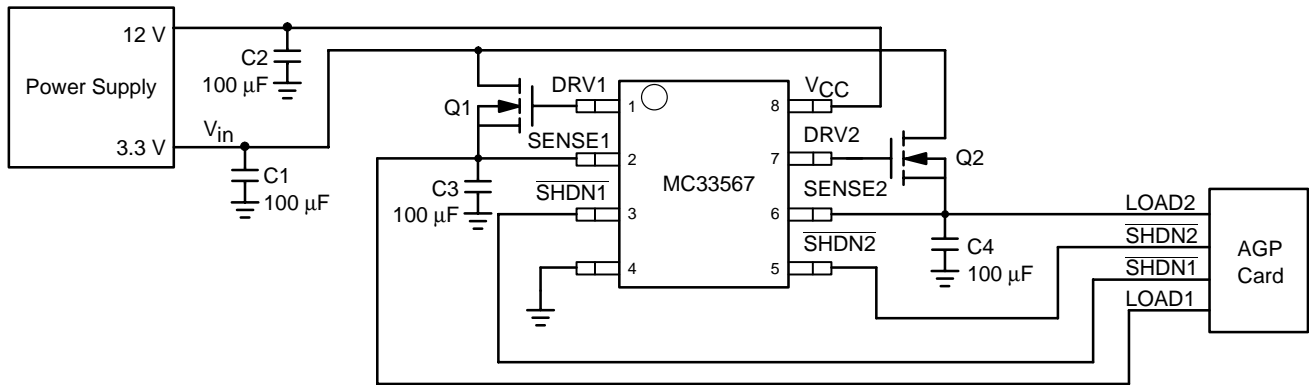 12 V
C2
100 μF
Power Supply
3.3 V
Vin
C1
100 μF
Q1
DRV1
SENSE1
C3
100 μF
SHDN1
1
2
3
4
MC33567
8
7
6
5
VCC
DRV2
Q2
SENSE2
SHDN2
C4
100 μF
LOAD2
SHDN2
SHDN1
LOAD1
AGP
Card